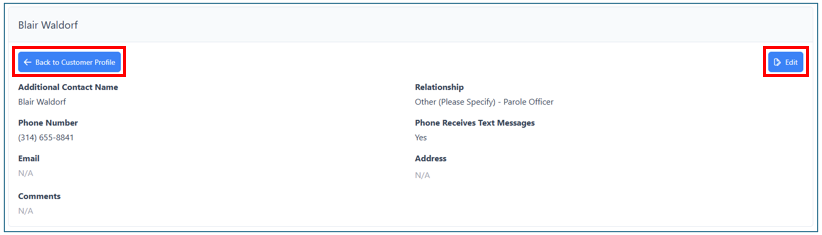 Blair Waldorf
Back to Customer Profile
Edit
Additional Contact Name
Blair Waldorf
Relationship
Other (Please Specify) - Parole Officer
Phone Number
(314) 655-8841
Phone Receives Text Messages
Yes
Email
N/A
Address
N/A
Comments
N/A